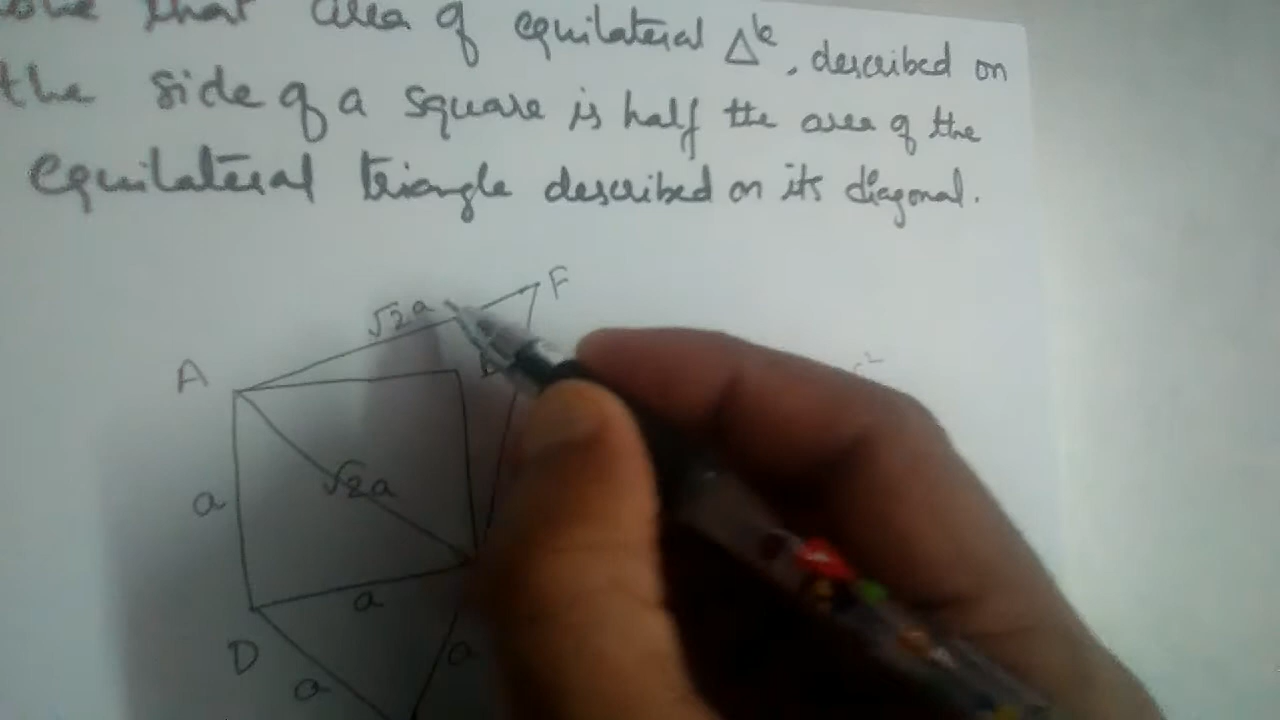 that area of equilateral Δle, described on
the side of a square is half the area of the
equilateral triangle described on its diagonal.
F
√2a
A
a
√2a
a
D
a
a